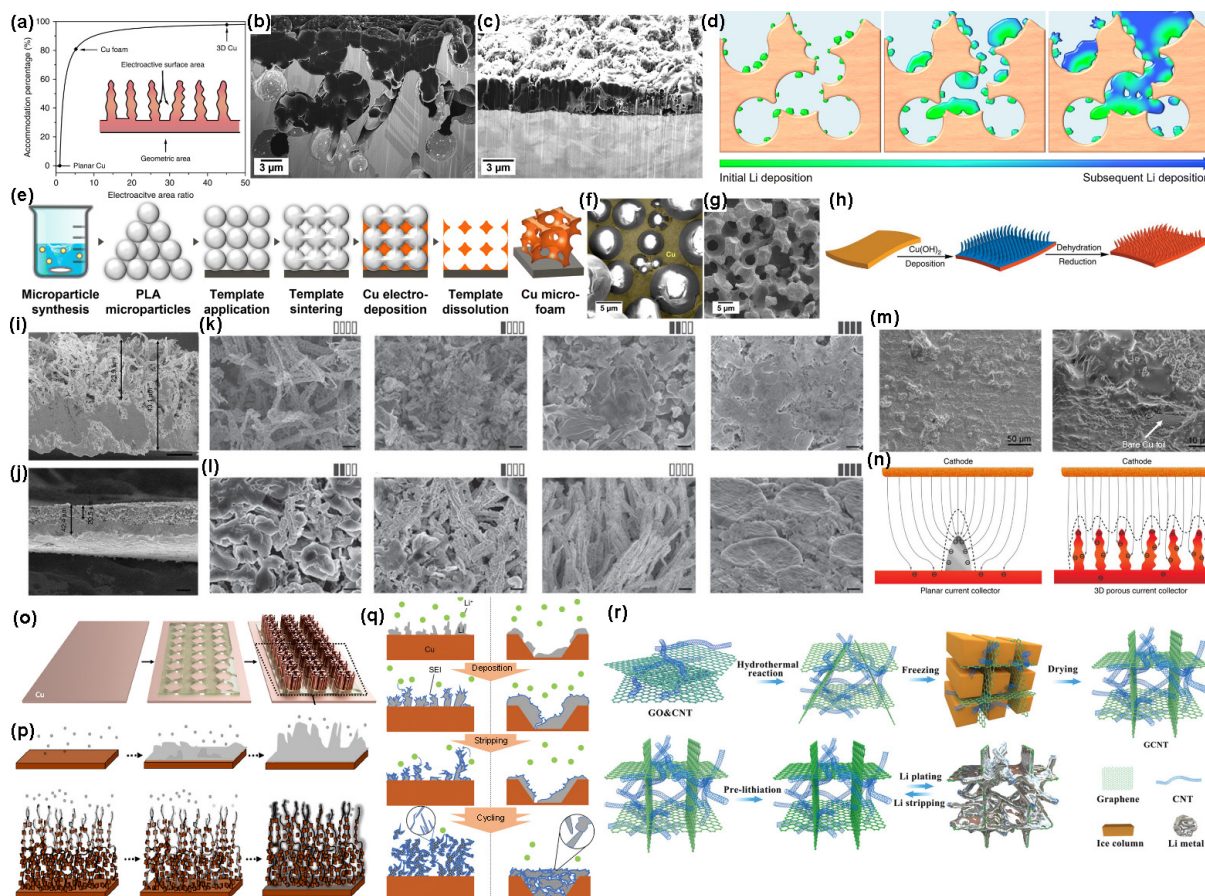 (a)
Accommodation percentage (%)
100
80
60
40
20
0
Cu foam
3D Cu
Electroactive surface area
Geometric area
Planar Cu
0 10 20 30 40 50
Electroacitve area ratio
(b)
3 µm
(c)
3 µm
(d)
Initial Li deposition
Subsequent Li deposition
(e)
Microparticle
synthesis
PLA
microparticles
Template
application
Template
sintering
Cu electro-
deposition
Template
dissolution
Cu micro-
foam
(f)
Cu
5 µm
(g)
5 µm
(h)
Cu(OH)2
Deposition
Dehydration
Reduction
(i)
(k)
(m)
50 µm
Bare Cu foil
10 µm
(j)
(l)
(n)
Cathode
Cathode
Planar current collector
3D porous current collector
(o)
Cu
(p)
(q)
Li+
Li
Cu
Deposition
SEI
Stripping
Cycling
(r)
GO&CNT
Hydrothermal
reaction
Freezing
Drying
GCNT
Pre-lithiation
Li plating
Li stripping
Graphene
CNT
Ice column
Li metal